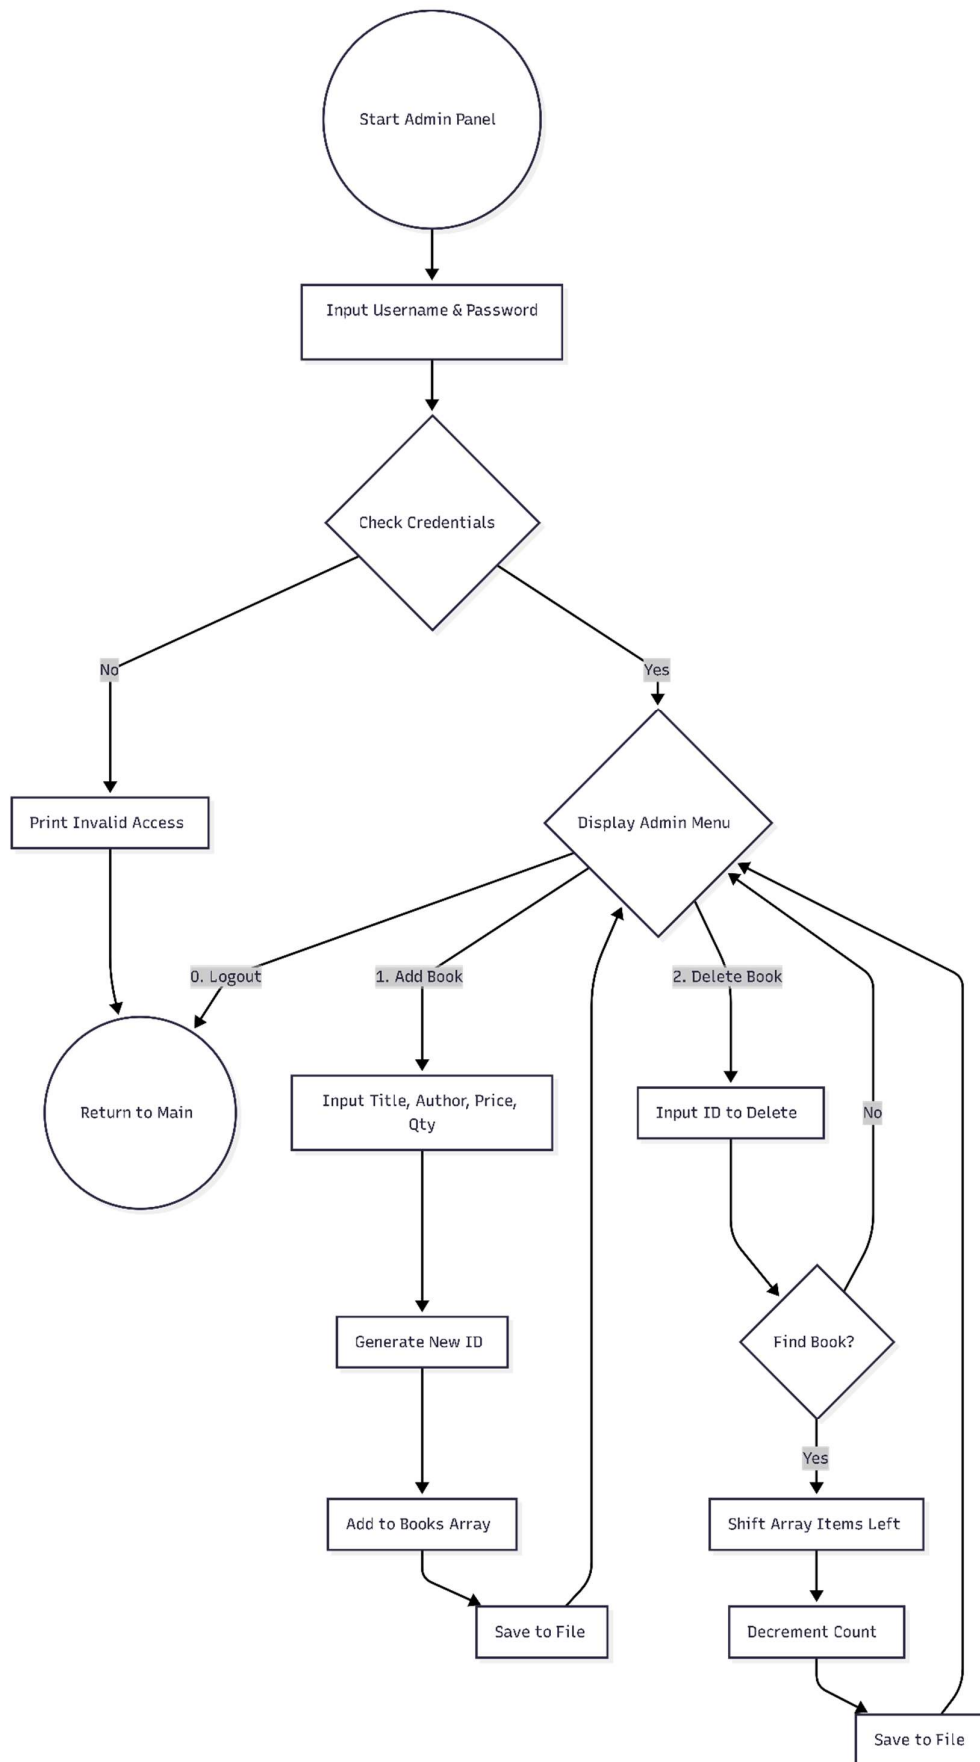 Start Admin Panel
Input Username & Password
Check Credentials
No
Yes
Print Invalid Access
Display Admin Menu
0. Logout
1. Add Book
2. Delete Book
Return to Main
Input Title, Author, Price,
Qty
Input ID to Delete
No
Generate New ID
Find Book?
Yes
Add to Books Array
Shift Array Items Left
Save to File
Decrement Count
Save to File